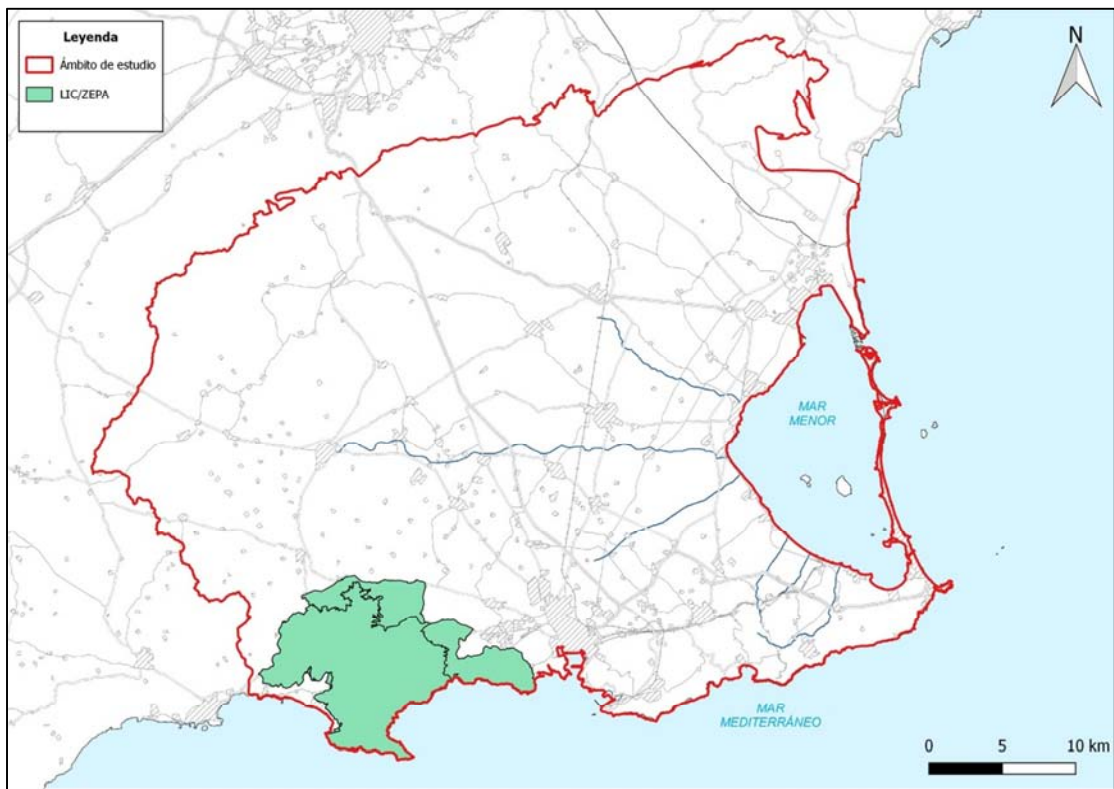 Leyenda
Ámbito de estudio
LIC/ZEPA
N
MAR
MENOR
MAR
MEDITERRÁNEO
0 5 10 km